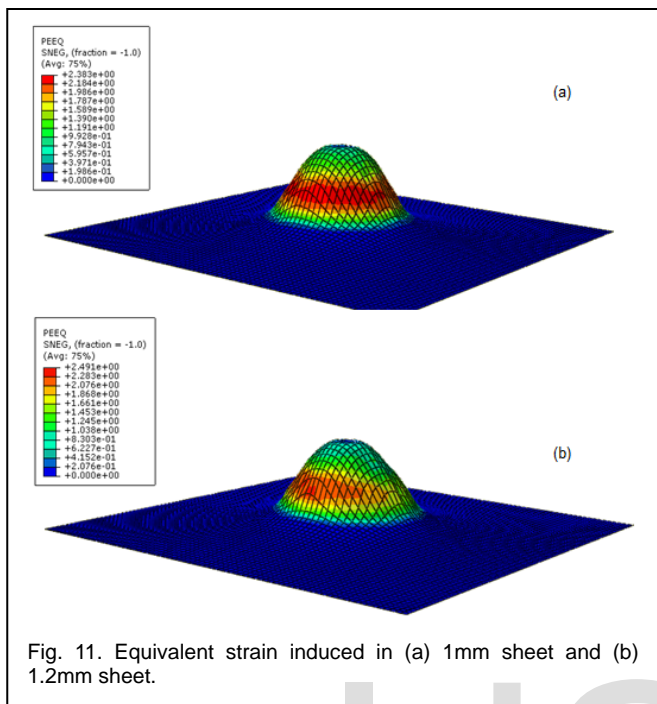 PEEQ
SNEG, (fraction = -1.0)
(Avg: 75%)
+2.383e+00
+2.184e+00
+1.986e+00
+1.787e+00
+1.589e+00
+1.390e+00
+1.191e+00
+9.928e-01
+7.943e-01
+5.957e-01
+3.971e-01
+1.986e-01
+0.000e+00
(a)
PEEQ
SNEG, (fraction = -1.0)
(Avg: 75%)
+2.491e+00
+2.283e+00
+2.076e+00
+1.868e+00
+1.661e+00
+1.453e+00
+1.245e+00
+1.038e+00
+8.303e-01
+6.227e-01
+4.152e-01
+2.076e-01
+0.000e+00
(b)
Fig. 11. Equivalent strain induced in (a) 1mm sheet and (b)
1.2mm sheet.